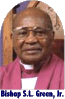 Bishop S.L. Green, Jr.